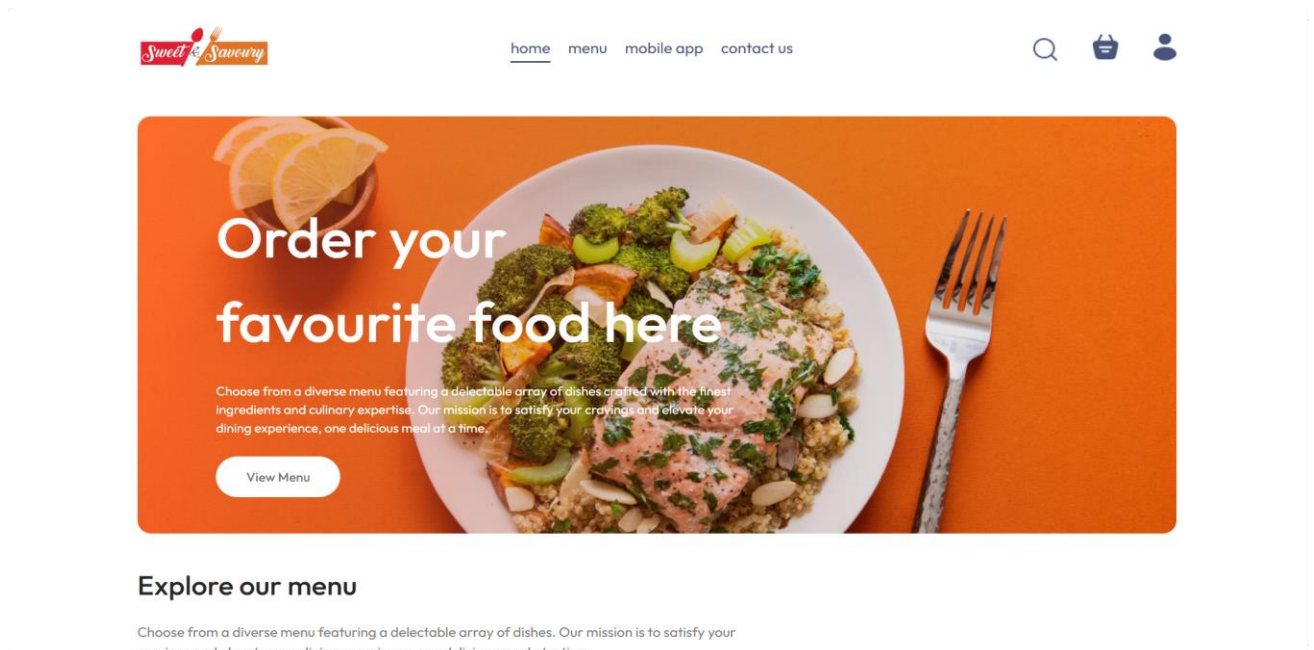 Sweet & Savoury
home menu mobile app contact us
Order your
favourite food here
Choose from a diverse menu featuring a delectable array of dishes crafted with the finest
ingredients and culinary expertise. Our mission is to satisfy your cravings and elevate your
dining experience, one delicious meal at a time.
View Menu
Explore our menu
Choose from a diverse menu featuring a delectable array of dishes. Our mission is to satisfy your